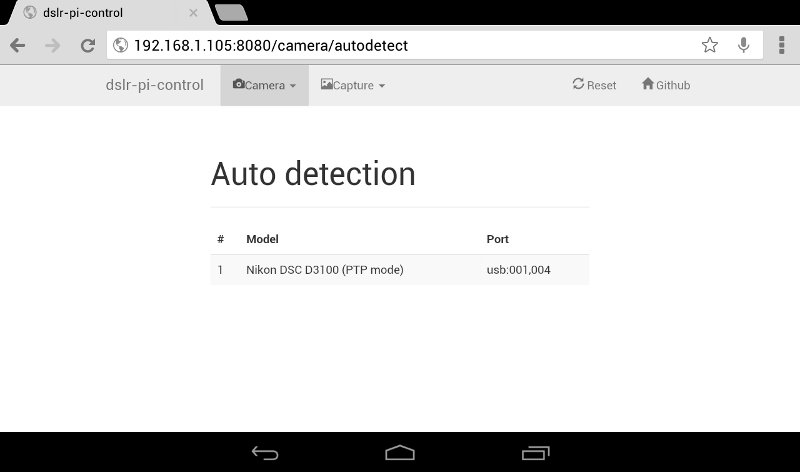 dslr-pi-control
192.168.1.105:8080/camera/autodetect
dslr-pi-control Camera Capture Reset Github
Auto detection
# Model Port
1 Nikon DSC D3100 (PTP mode) usb:001,004